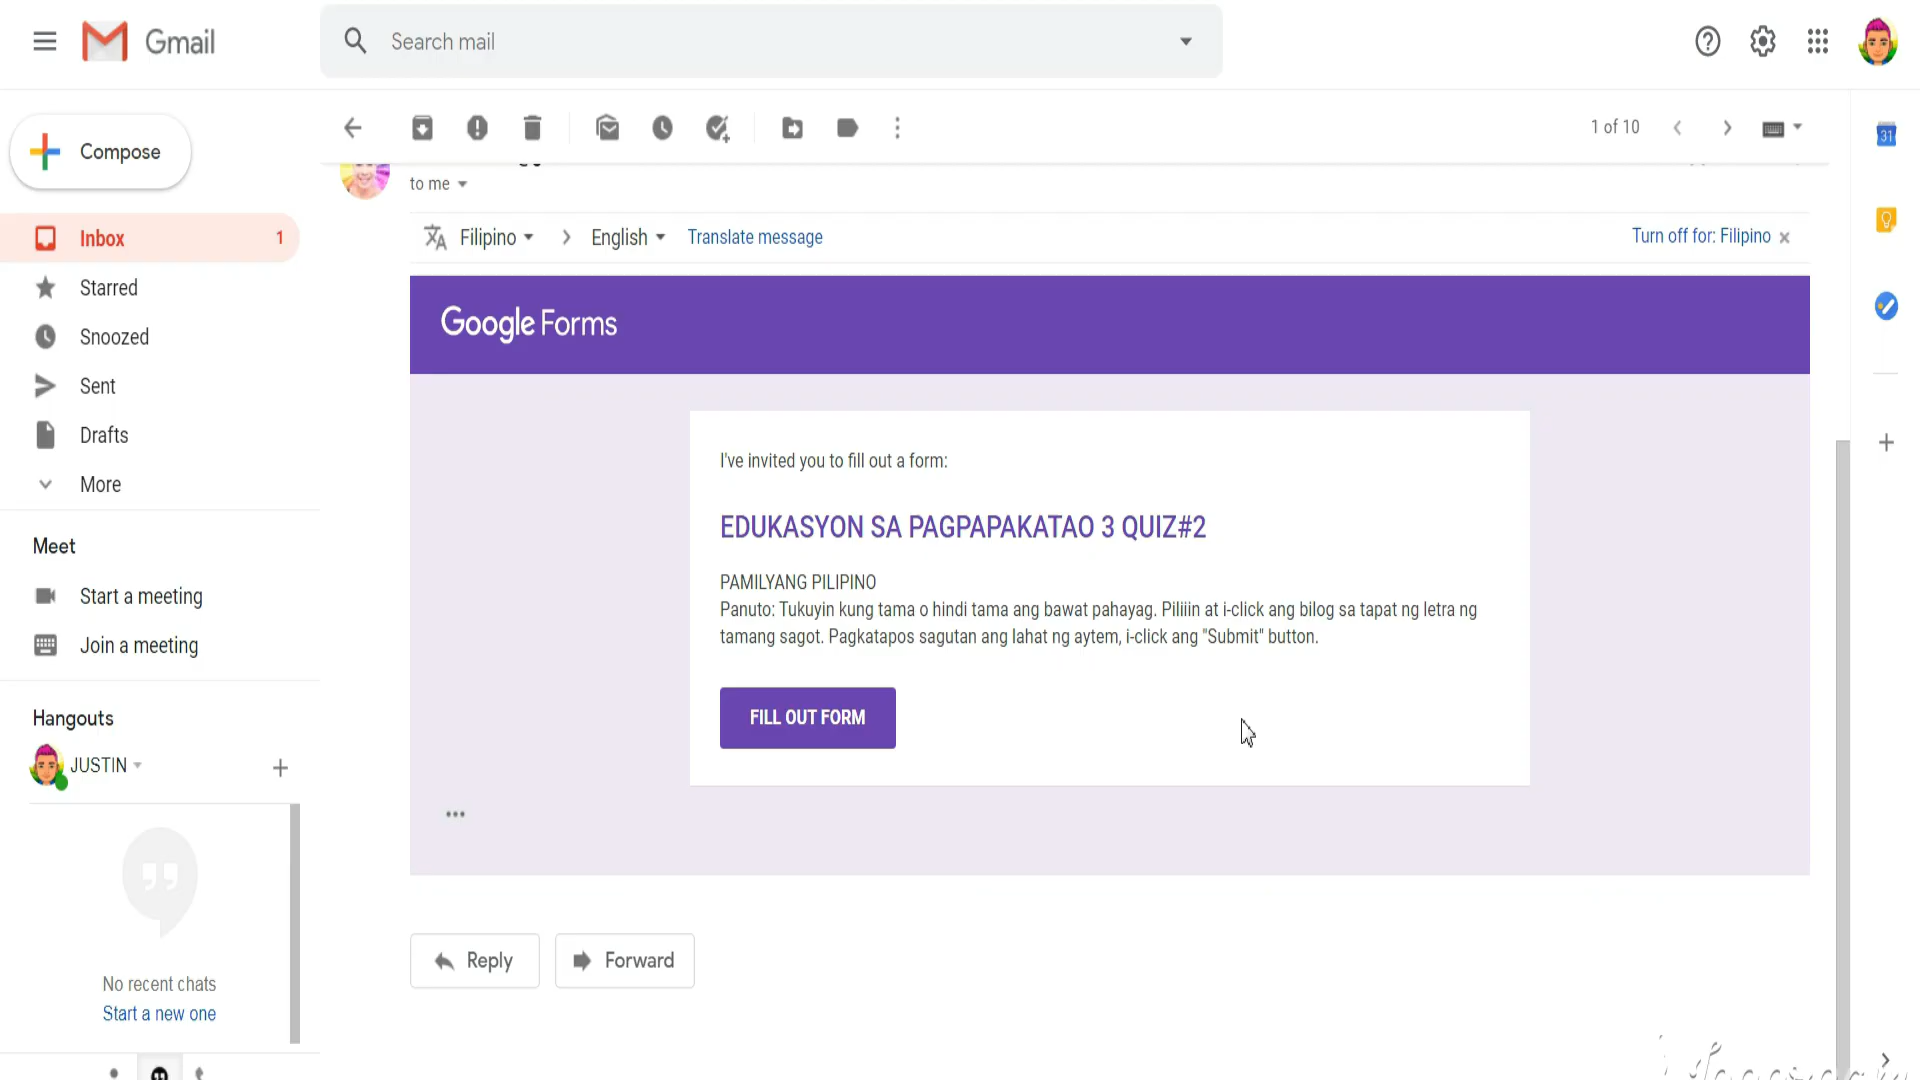 Gmail
Search mail
Compose
1 of 10
to me
Inbox 1
Filipino English Translate message Turn off for: Filipino
Starred
Snoozed
Sent
Drafts
More
Google Forms
I've invited you to fill out a form:
EDUKASYON SA PAGPAPAKATAO 3 QUIZ#2
PAMILYANG PILIPINO
Panuto: Tukuyin kung tama o hindi tama ang bawat pahayag. Piliiin at i-click ang bilog sa tapat ng letra ng
tamang sagot. Pagkatapos sagutan ang lahat ng aytem, i-click ang "Submit" button.
FILL OUT FORM
Meet
Start a meeting
Join a meeting
Hangouts
JUSTIN
No recent chats
Start a new one
Reply
Forward
31